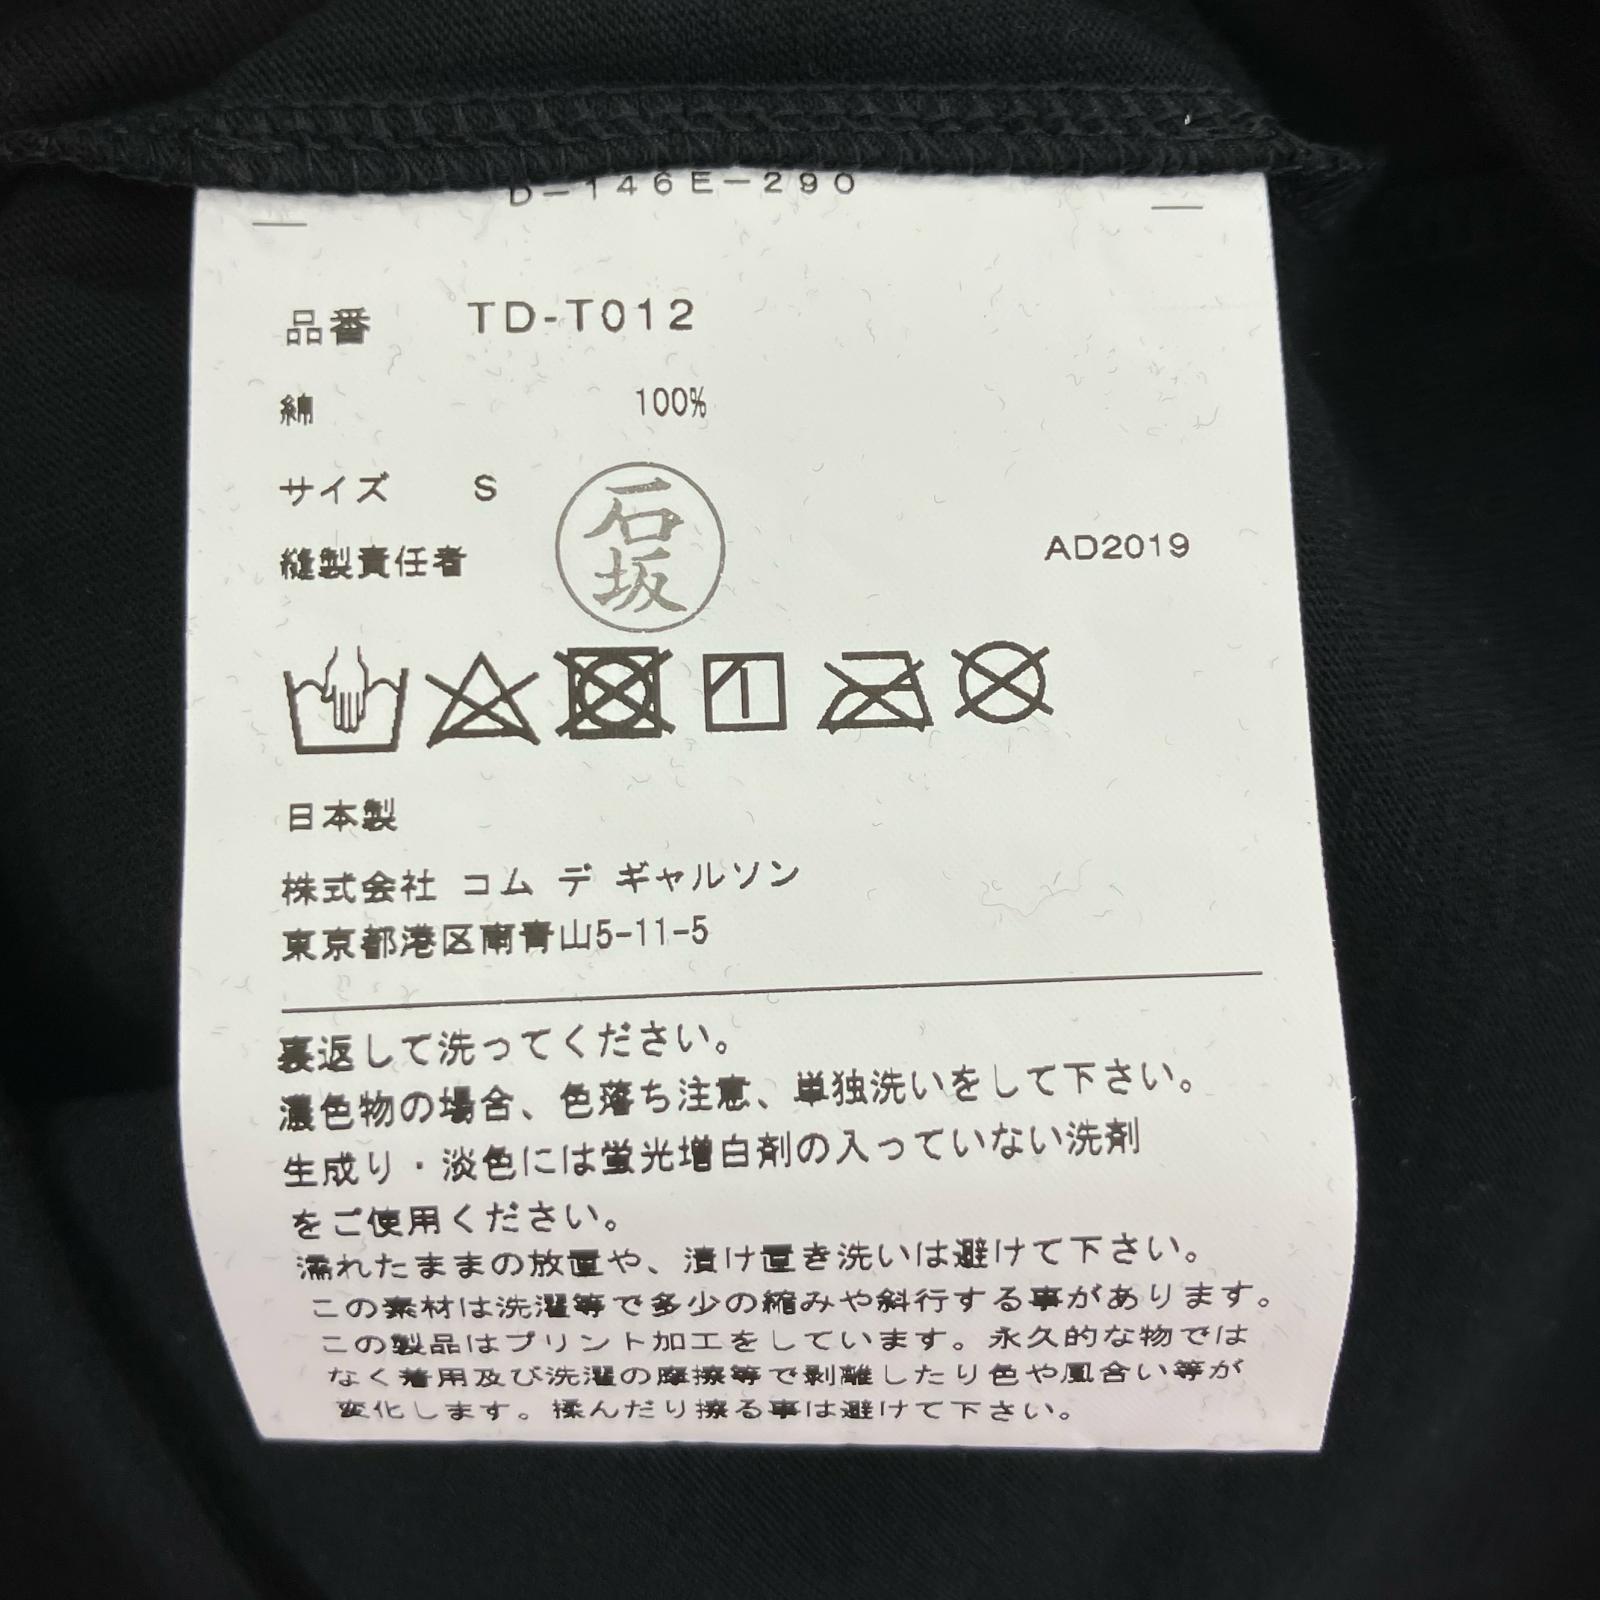 D-146E-290
品番 TD-T012
綿 100%
サイズ S
石坂
縫製責任者
AD2019
日本製
株式会社 コム デ ギャルソン
東京都港区南青山5-11-5
裏返して洗ってください。
濃色物の場合、色落ち注意、単独洗いをして下さい。
生成り・淡色には蛍光増白剤の入っていない洗剤
をご使用ください。
濡れたままの放置や、漬け置き洗いは避けて下さい。
この素材は洗濯等で多少の縮みや斜行する事があります。
この製品はプリント加工をしています。永久的な物では
なく着用及び洗濯の摩擦等で剥離したり色や風合い等が
変化します。揉んだり擦る事は避けて下さい。